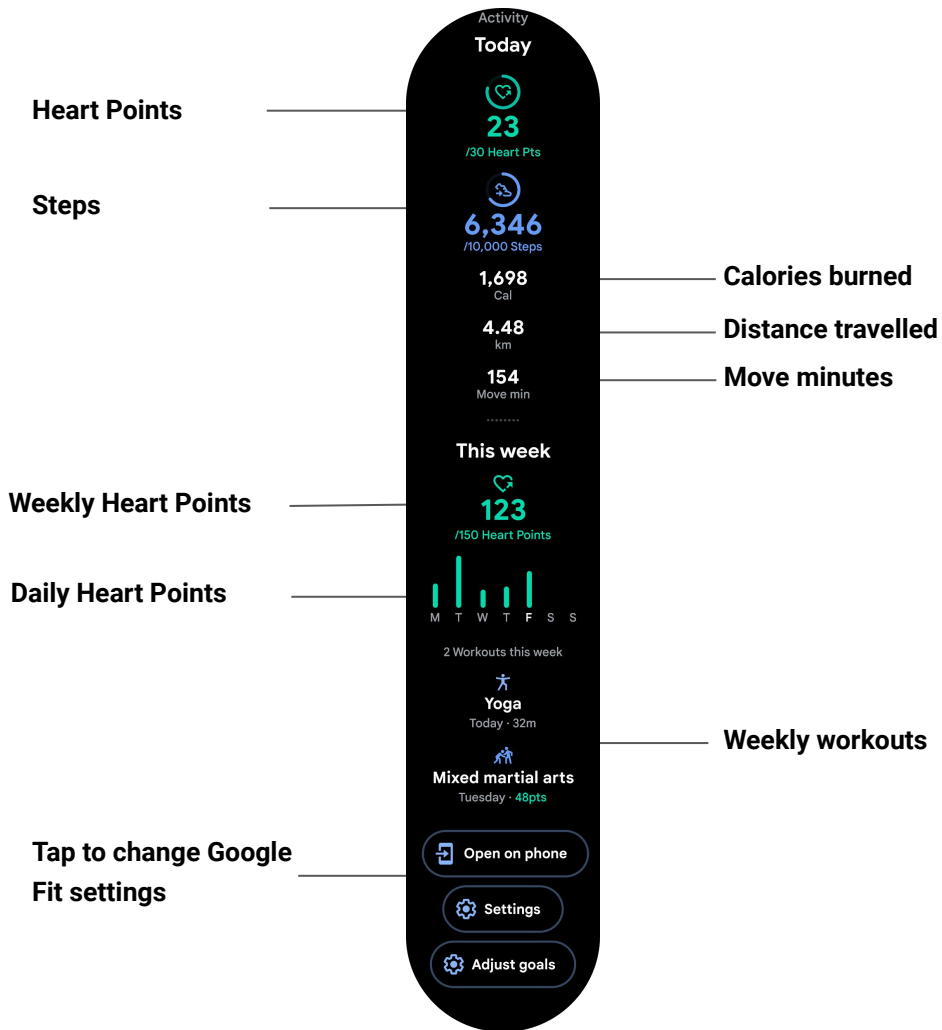 Activity
Today
Heart Points
23
/30 Heart Pts
Steps
6,346
/10,000 Steps
1,698
Cal
Calories burned
4.48
km
Distance travelled
154
Move min
Move minutes
This week
Weekly Heart Points
123
/150 Heart Points
Daily Heart Points
M T W T F S S
2 Workouts this week
Yoga
Today · 32m
Weekly workouts
Mixed martial arts
Tuesday · 48pts
Tap to change Google
Fit settings
Open on phone
Settings
Adjust goals